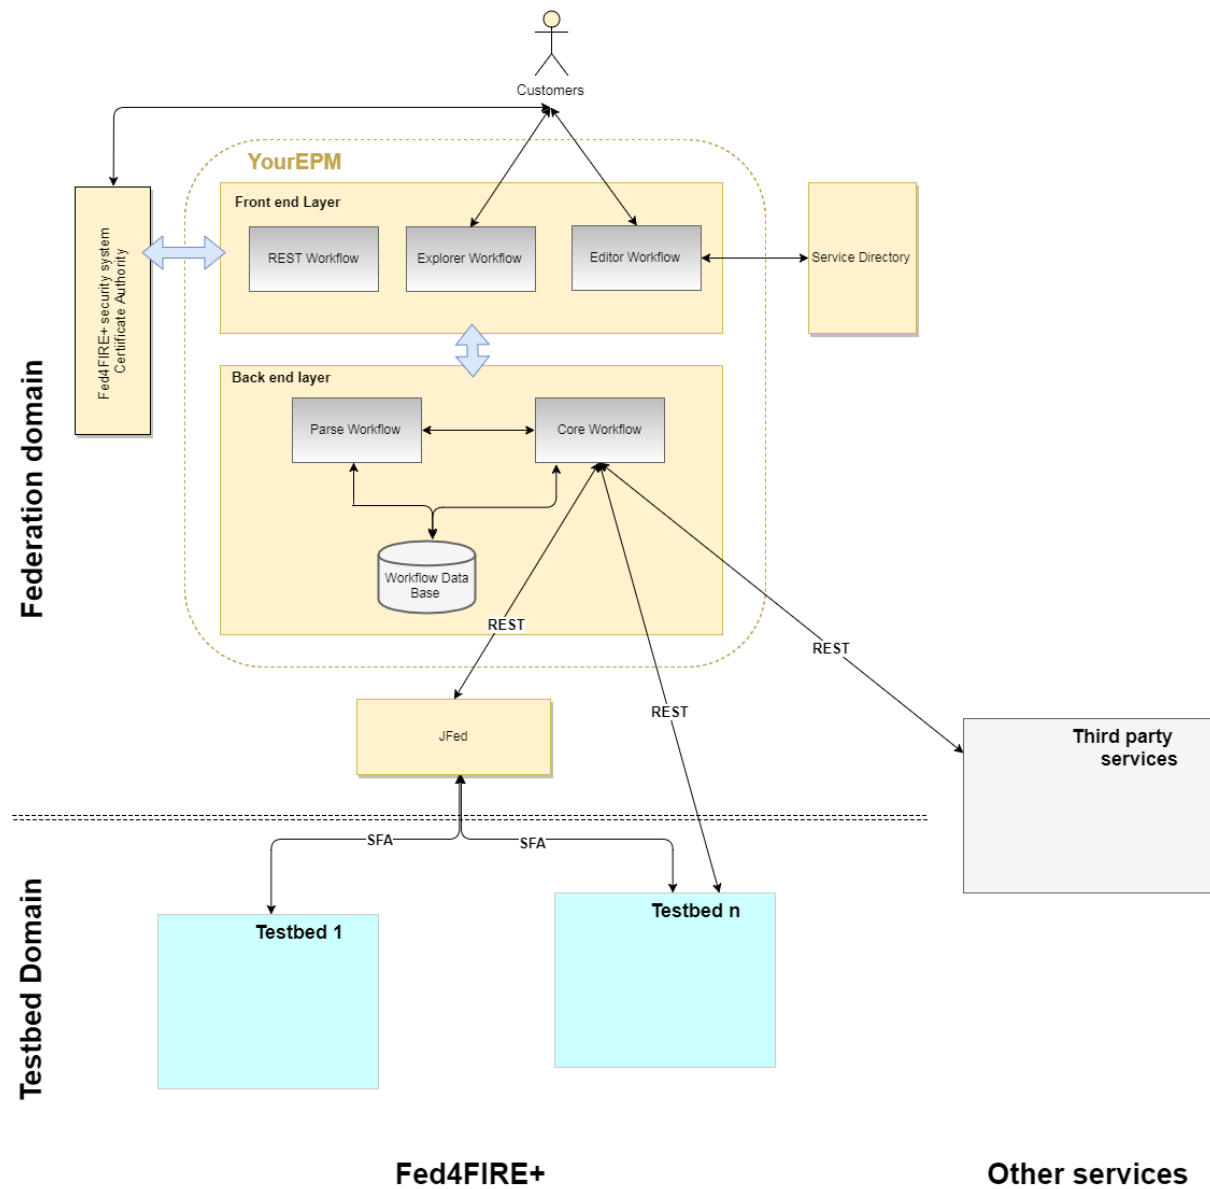 Customers
YourEPM
Front end Layer
REST Workflow
Explorer Workflow
Editor Workflow
Service Directory
Fed4FIRE+ security system
Certiificate Authority
Back end layer
Parse Workflow
Core Workflow
Workflow Data
Base
Federation domain
REST
REST
REST
JFed
Third party
services
SFA
SFA
Testbed 1
Testbed n
Testbed Domain
Fed4FIRE+
Other services